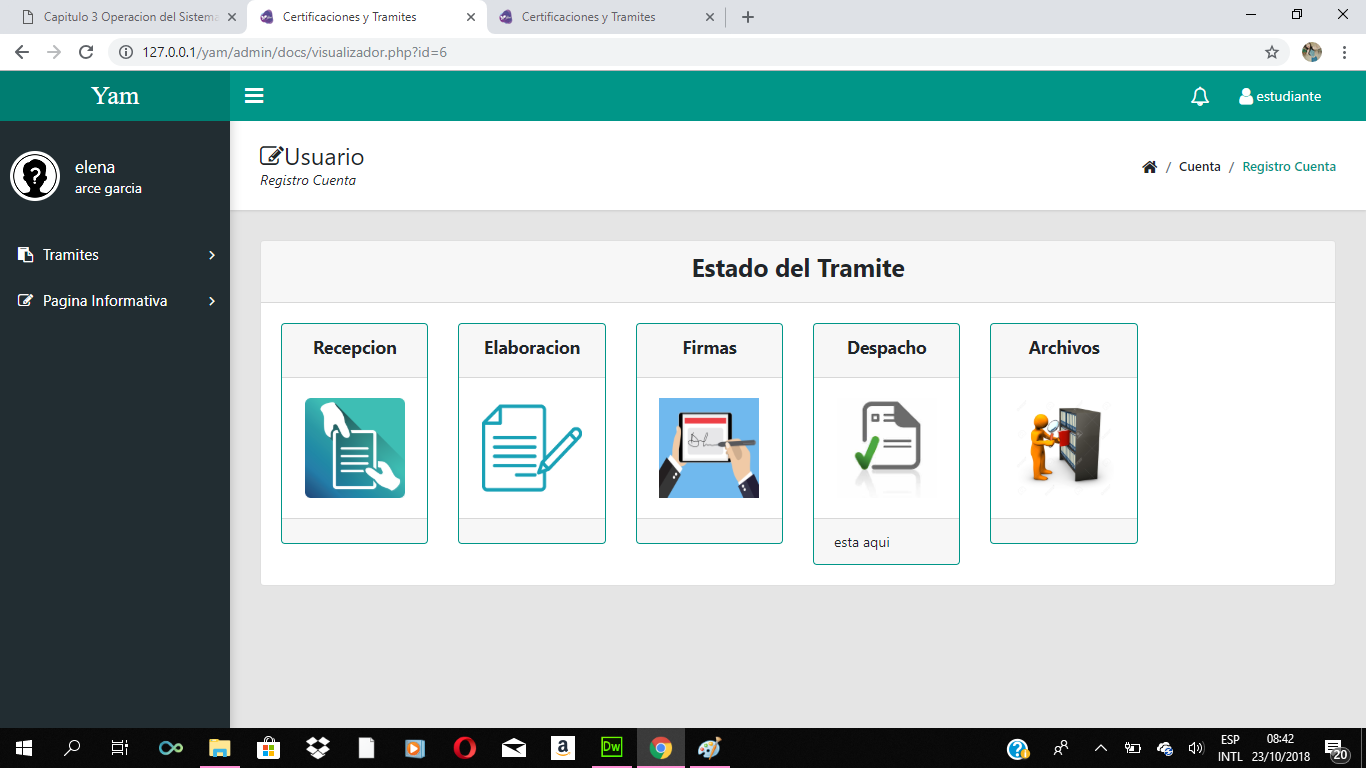 Capitulo 3 Operacion del Sistema
Certificaciones y Tramites
Certificaciones y Tramites
127.0.0.1/yam/admin/docs/visualizador.php?id=6
Yam
estudiante
elena
arce garcia
Usuario
Registro Cuenta
/ Cuenta / Registro Cuenta
Tramites
Pagina Informativa
Estado del Tramite
Recepcion
Elaboracion
Firmas
Despacho
Archivos
esta aqui
Dw
ESP
INTL
08:42
23/10/2018
20